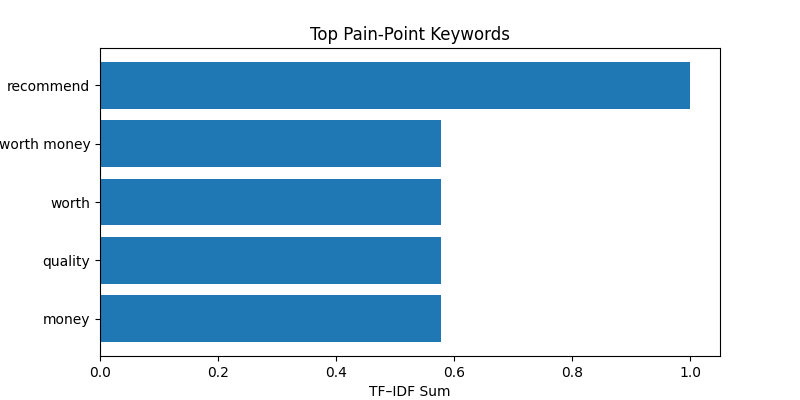 Top Pain-Point Keywords
recommend
worth money
worth
quality
money
0.0 0.2 0.4 0.6 0.8 1.0
TF–IDF Sum